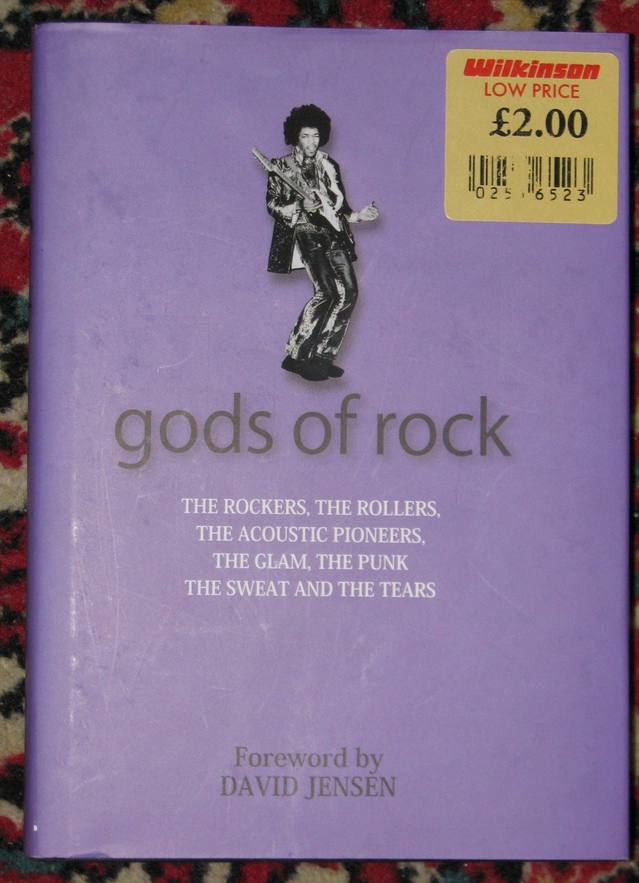 Wilkinson
LOW PRICE
£2.00
gods of rock
THE ROCKERS, THE ROLLERS,
THE ACOUSTIC PIONEERS,
THE GLAM, THE PUNK
THE SWEAT AND THE TEARS
Foreword by
DAVID JENSEN